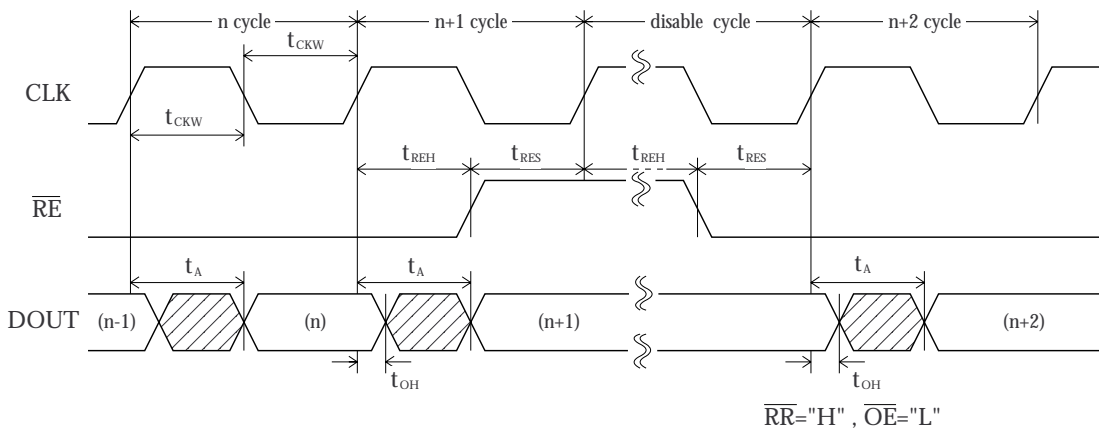 n cycle n+1 cycle disable cycle n+2 cycle
tCKW
CLK
tCKW
tREH tRES tREH tRES
RE
tA tA tA
DOUT (n-1) (n) (n+1) (n+2)
tOH tOH
RR="H" , OE="L"